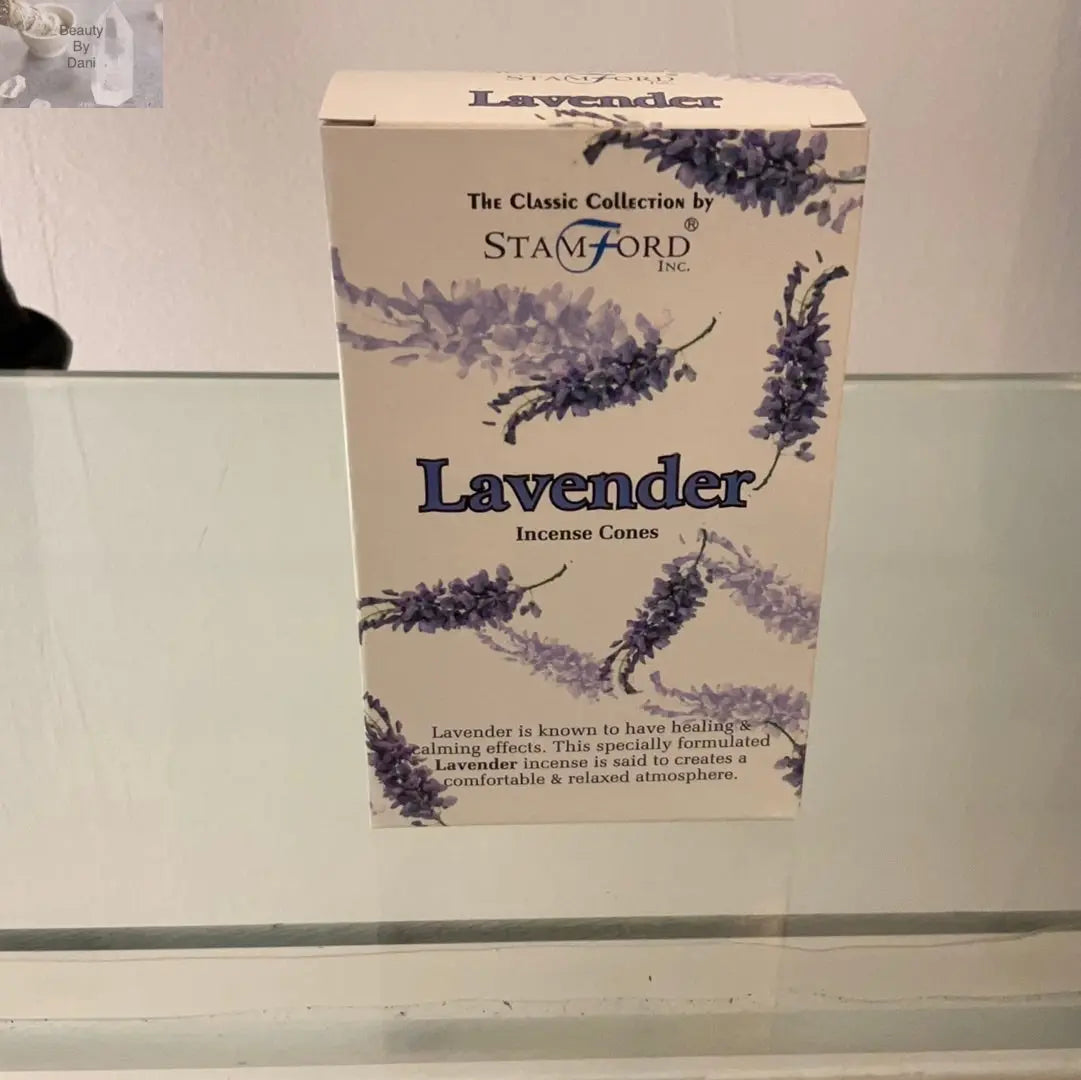 Beauty
By
Dani
STAMFORD
INC.
Lavender
The Classic Collection by
STAMFORD®
INC.
Lavender
Incense Cones
Lavender is known to have healing &
calming effects. This specially formulated
Lavender incense is said to creates a
comfortable & relaxed atmosphere.